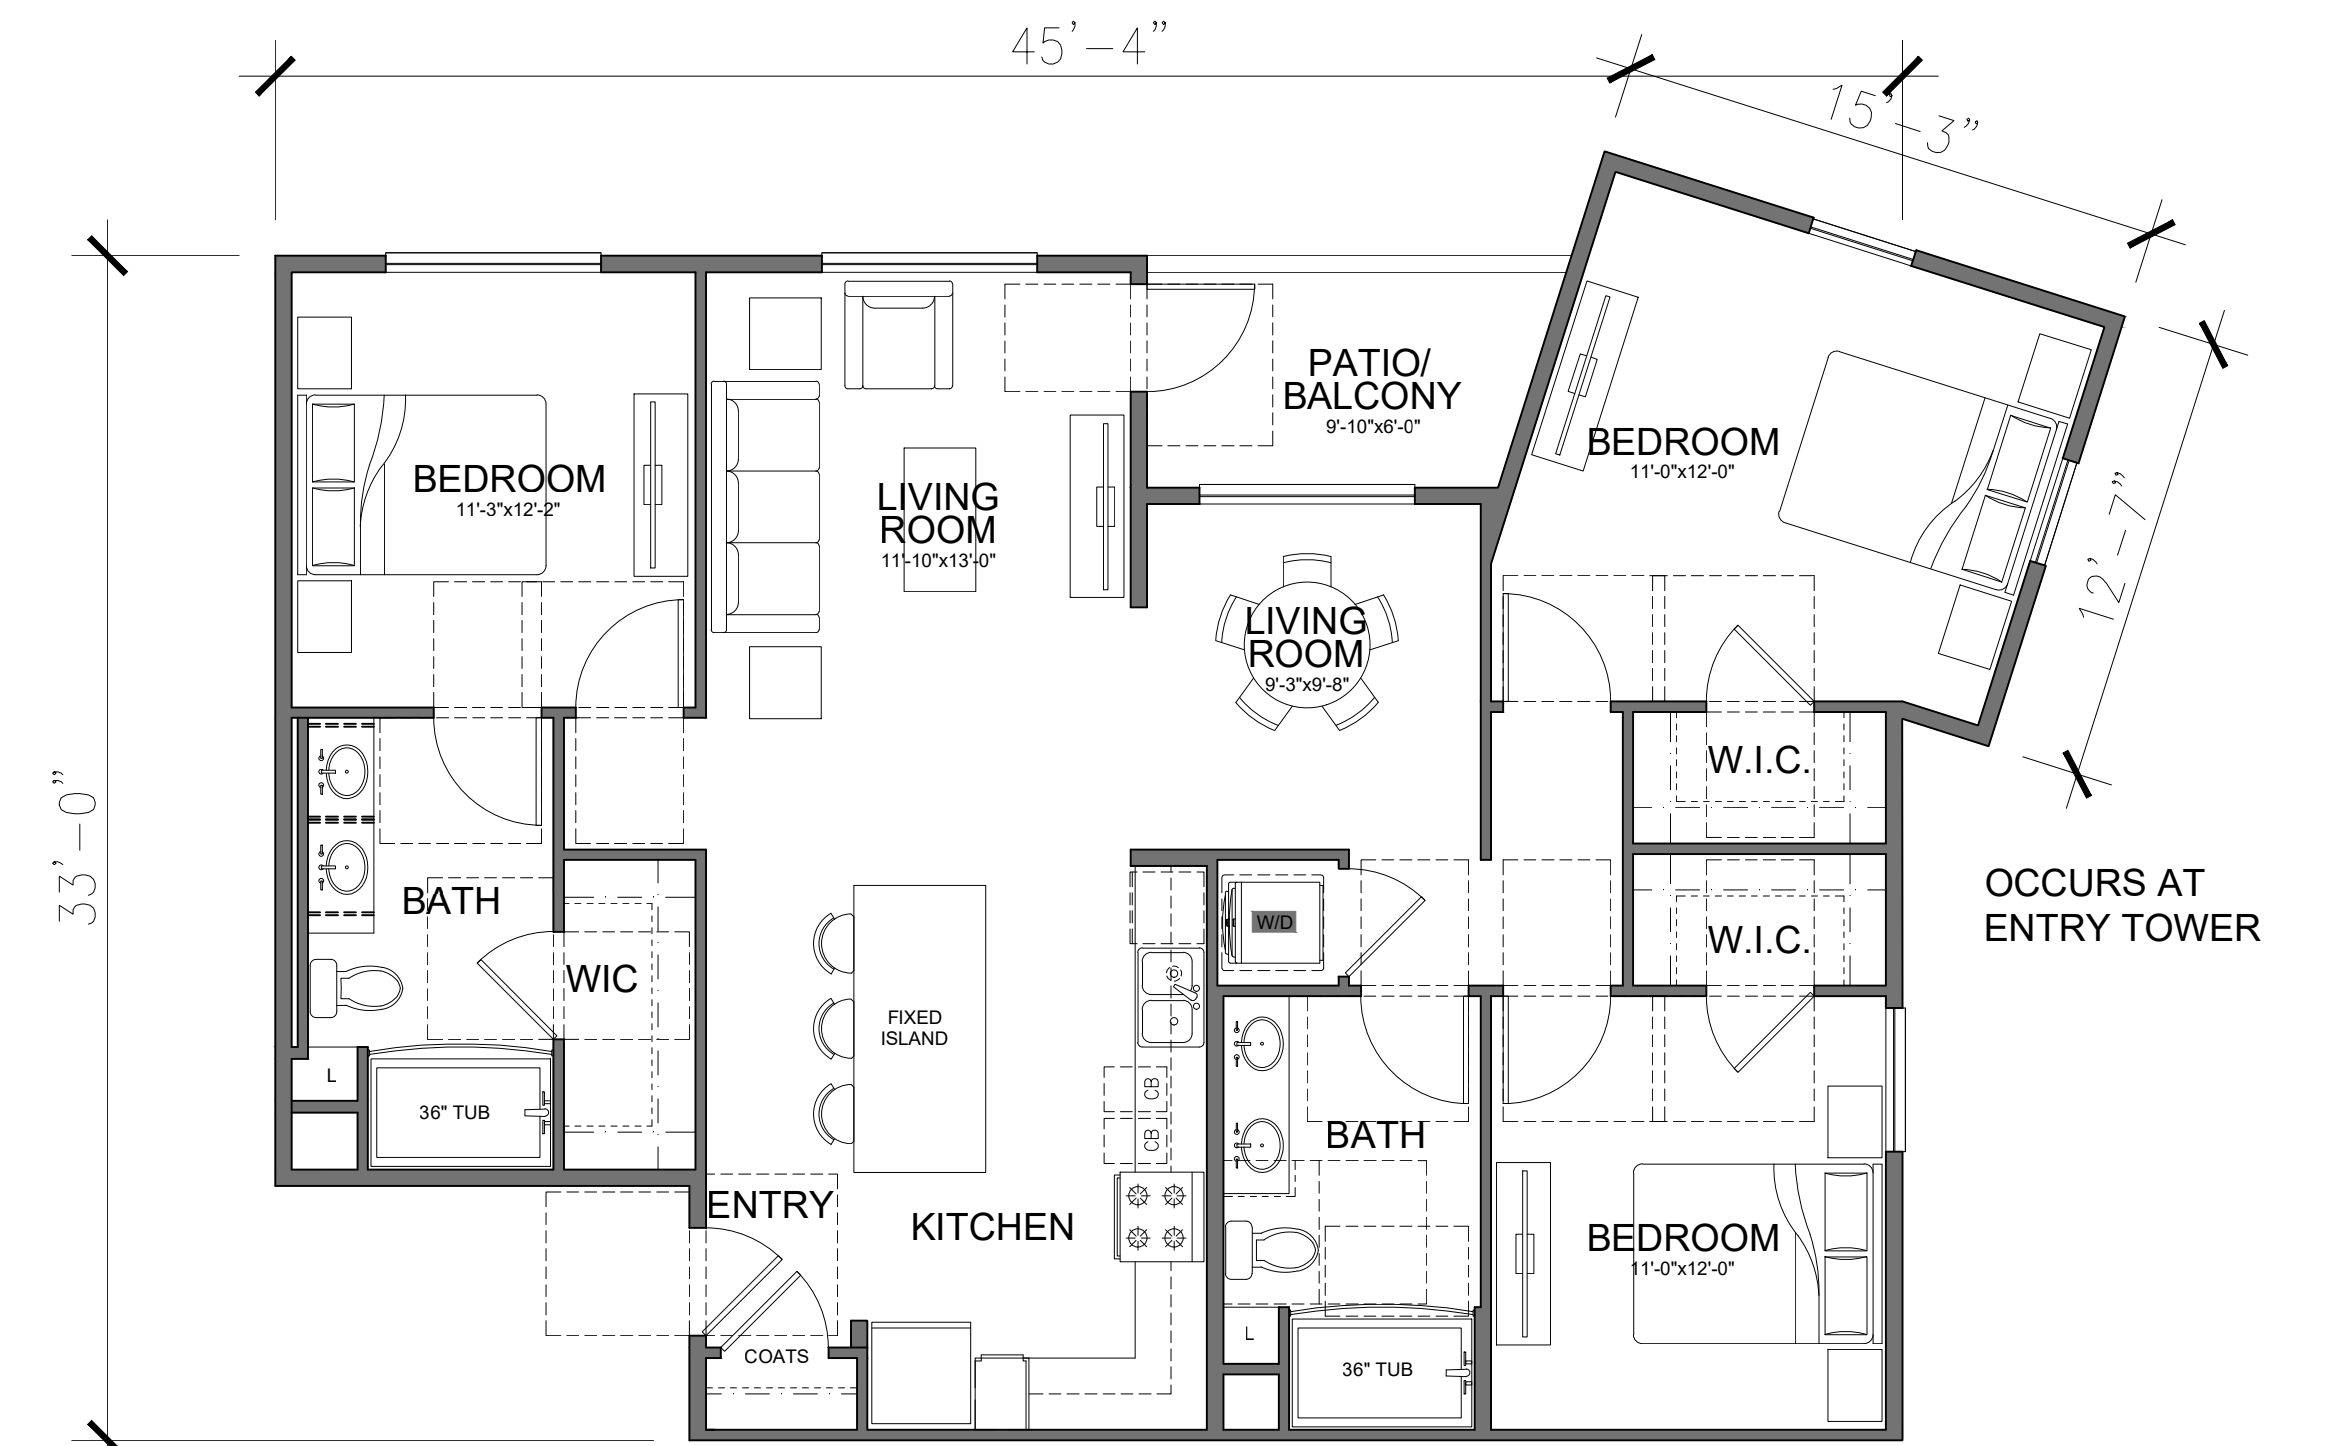 45'-4"
15'-3"
PATIO/
BALCONY
9'-10"x6'-0"
BEDROOM
11'-0"x12'-0"
BEDROOM
11'-3"x12'-2"
LIVING
ROOM
11'-10"x13'-0"
12'-7"
LIVING
ROOM
9'-3"x9'-8"
33'-0"
W.I.C.
OCCURS AT
ENTRY TOWER
BATH
W/D
W.I.C.
WIC
FIXED
ISLAND
L
36" TUB
CB
CB
BATH
ENTRY
KITCHEN
BEDROOM
11'-0"x12'-0"
COATS
L
36" TUB